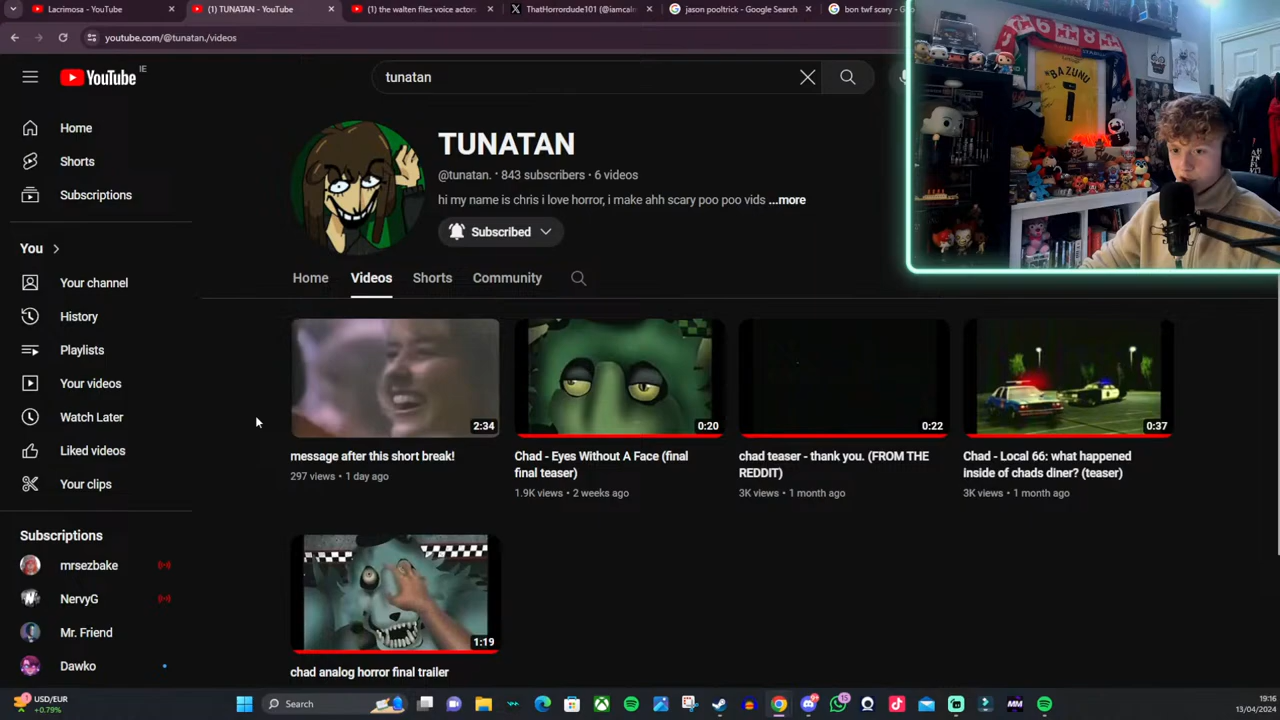 Lacrimosa - YouTube
(1) TUNATAN - YouTube
(1) the walten files voice actors
ThatHorrordude101 (@iamcaln
jason pooltrick - Google Search
bon twf scary - Goo
youtube.com/@tunatan./videos
YouTube IE
tunatan
BAZUNU
1
Home
Shorts
Subscriptions
You
Your channel
History
Playlists
Your videos
Watch Later
Liked videos
Your clips
Subscriptions
mrsezbake
NervyG
Mr. Friend
Dawko
TUNATAN
@tunatan. • 843 subscribers • 6 videos
hi my name is chris i love horror, i make ahh scary poo poo vids ...more
Subscribed
Home Videos Shorts Community
2:34
message after this short break!
297 views • 1 day ago
0:20
Chad - Eyes Without A Face (final
final teaser)
1.9K views • 2 weeks ago
0:22
chad teaser - thank you. (FROM THE
REDDIT)
3K views • 1 month ago
0:37
Chad - Local 66: what happened
inside of chads diner? (teaser)
3K views • 1 month ago
1:19
chad analog horror final trailer
USD/EUR
+0.79%
Search
15
19:16
13/04/2024